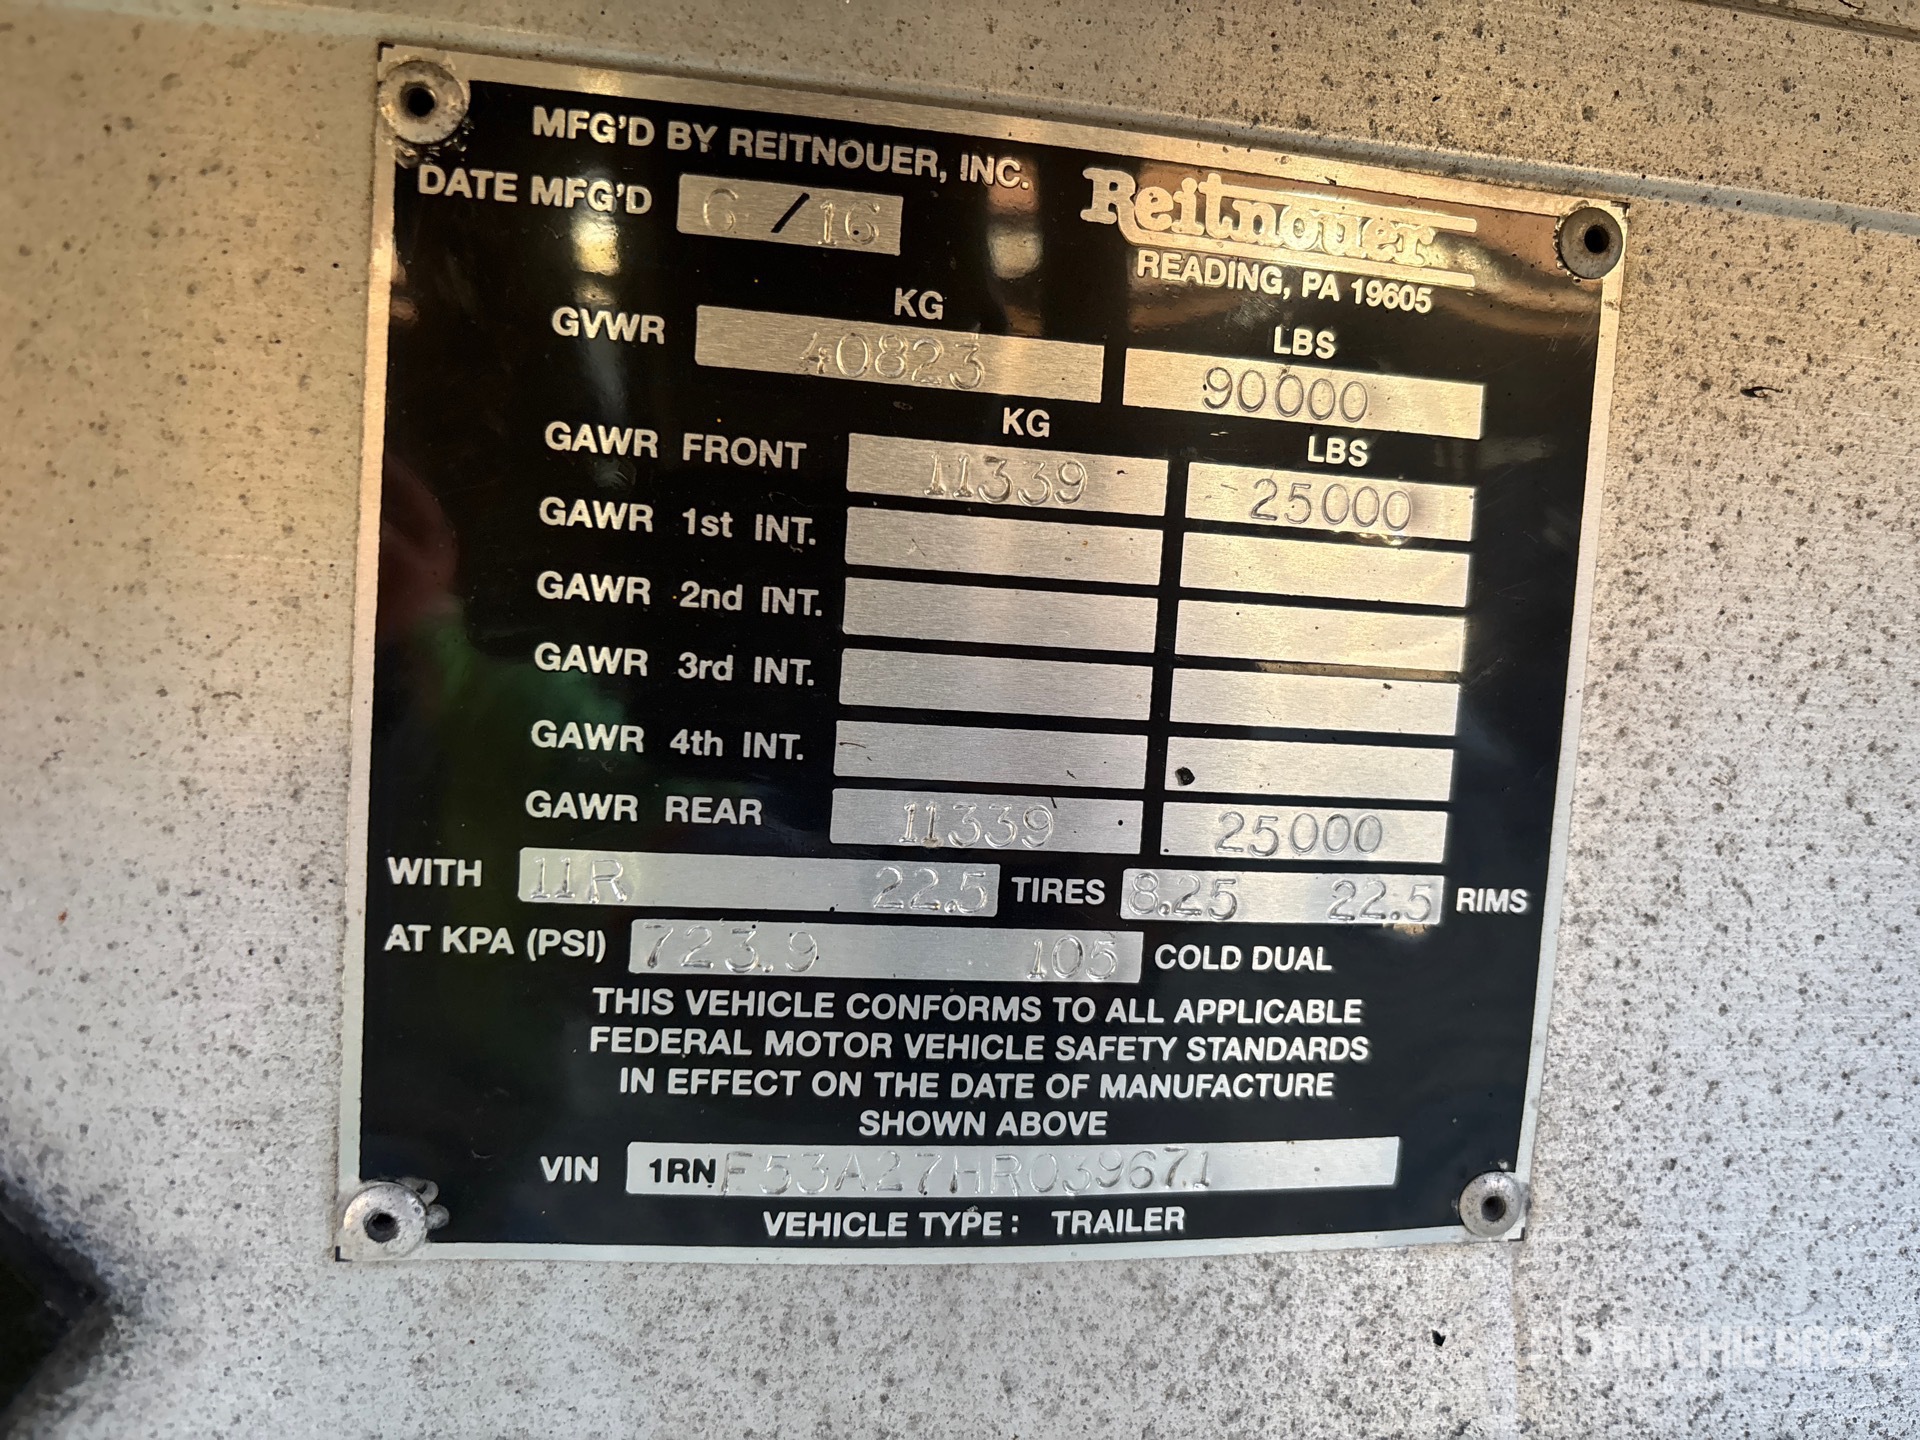 MFG'D BY REITNOUER, INC.
DATE MFG'D 6 / 16
Reitnouer
READING, PA 19605
KG LBS
GVWR 40823 90000
KG LBS
GAWR FRONT 11339 25000
GAWR 1st INT.
GAWR 2nd INT.
GAWR 3rd INT.
GAWR 4th INT.
GAWR REAR 11339 25000
WITH 11R 22.5 TIRES 8.25 22.5 RIMS
AT KPA (PSI) 723.9 105 COLD DUAL
THIS VEHICLE CONFORMS TO ALL APPLICABLE
FEDERAL MOTOR VEHICLE SAFETY STANDARDS
IN EFFECT ON THE DATE OF MANUFACTURE
SHOWN ABOVE
VIN 1RNF53A27HR039671
VEHICLE TYPE: TRAILER
rb RITCHIE BROS